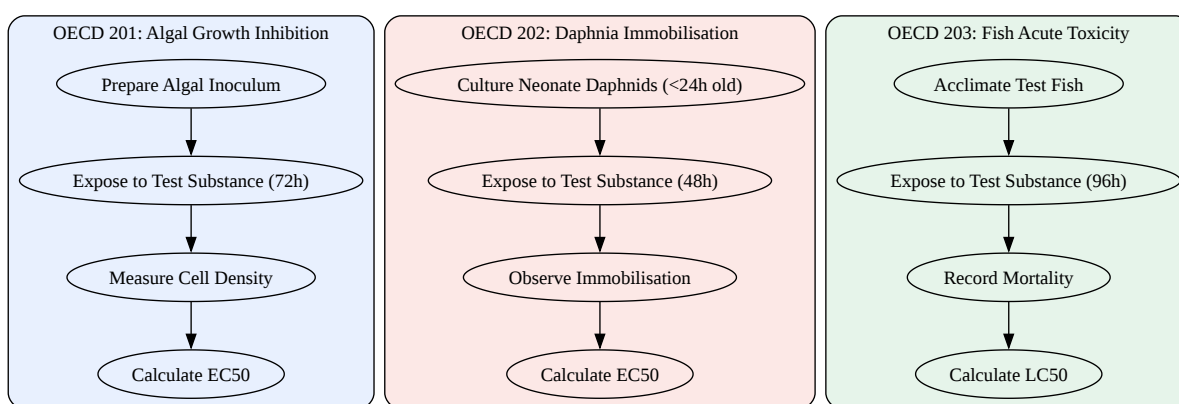 OECD 201: Algal Growth Inhibition
Prepare Algal Inoculum
Expose to Test Substance (72h)
Measure Cell Density
Calculate EC50
OECD 202: Daphnia Immobilisation
Culture Neonate Daphnids (<24h old)
Expose to Test Substance (48h)
Observe Immobilisation
Calculate EC50
OECD 203: Fish Acute Toxicity
Acclimate Test Fish
Expose to Test Substance (96h)
Record Mortality
Calculate LC50